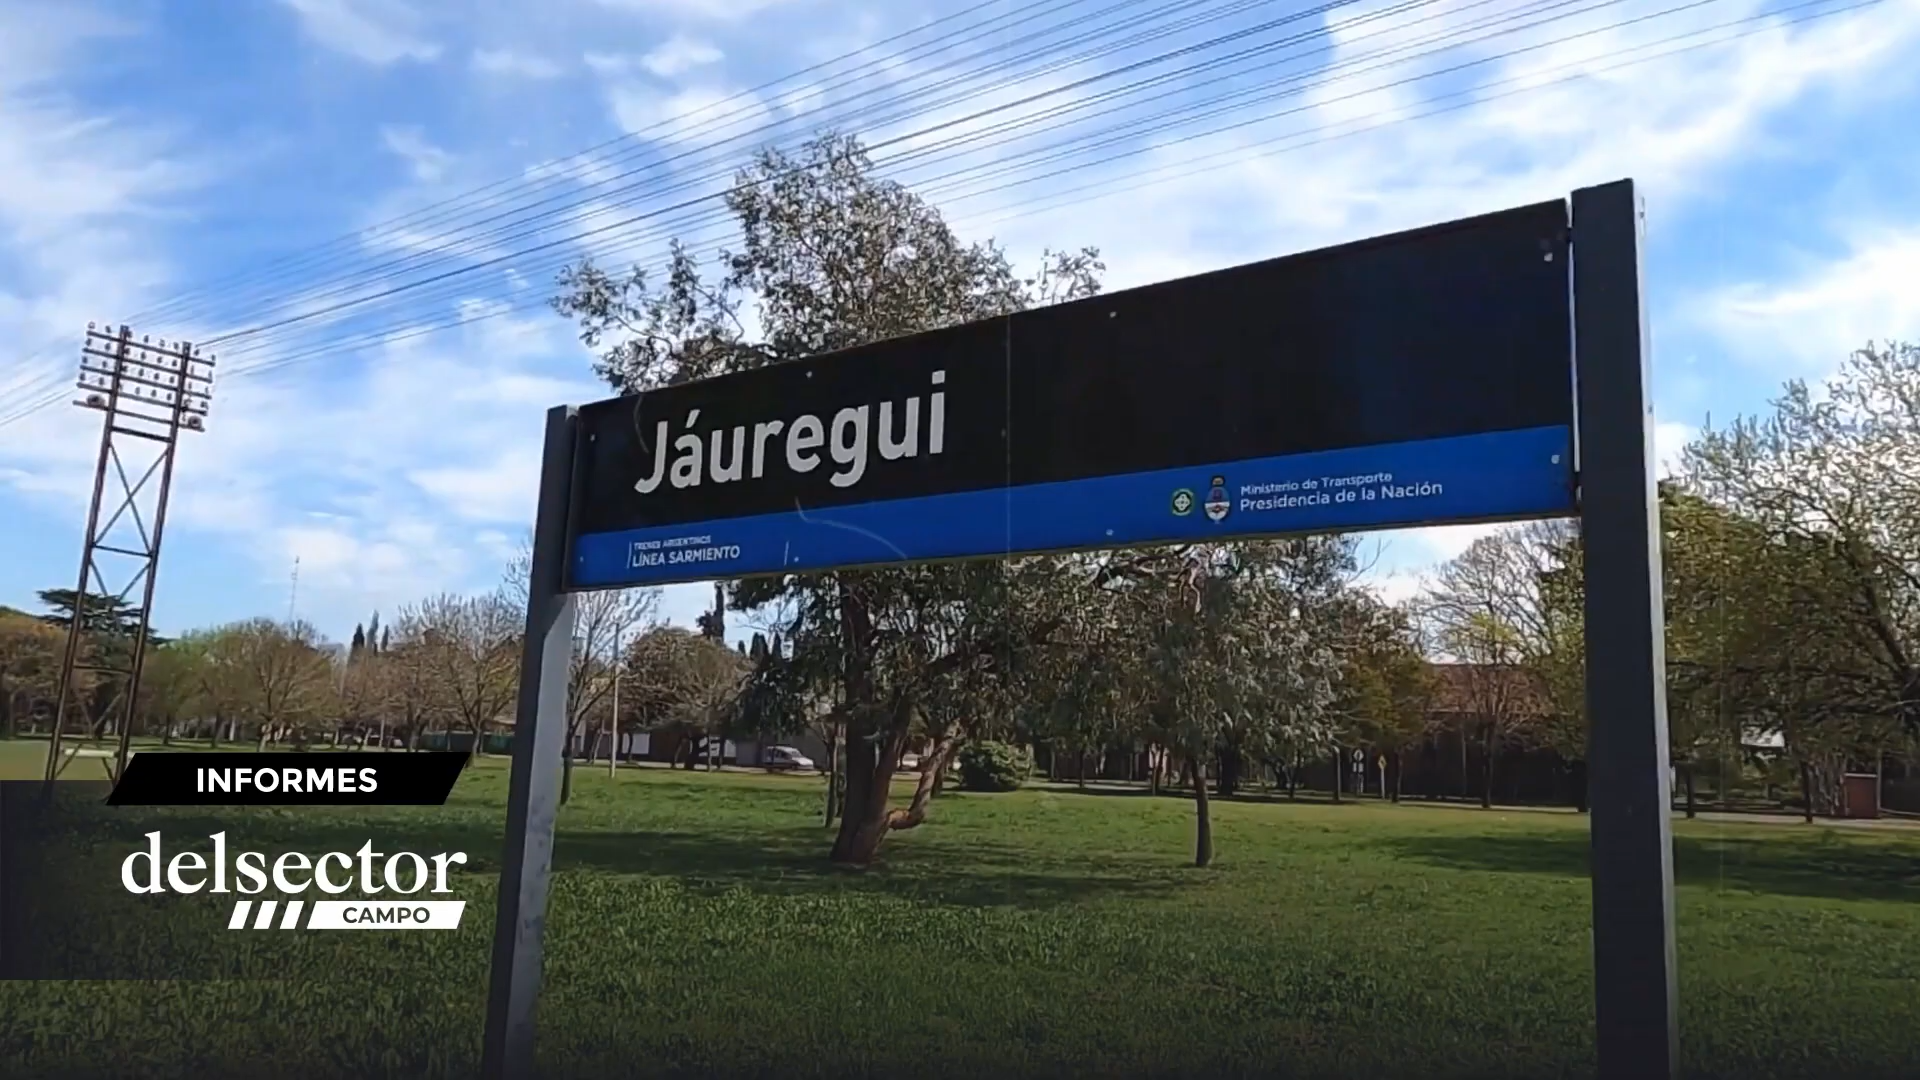 Jáuregui
TRENES ARGENTINOS
LÍNEA SARMIENTO
Ministerio de Transporte
Presidencia de la Nación
INFORMES
delsector
CAMPO